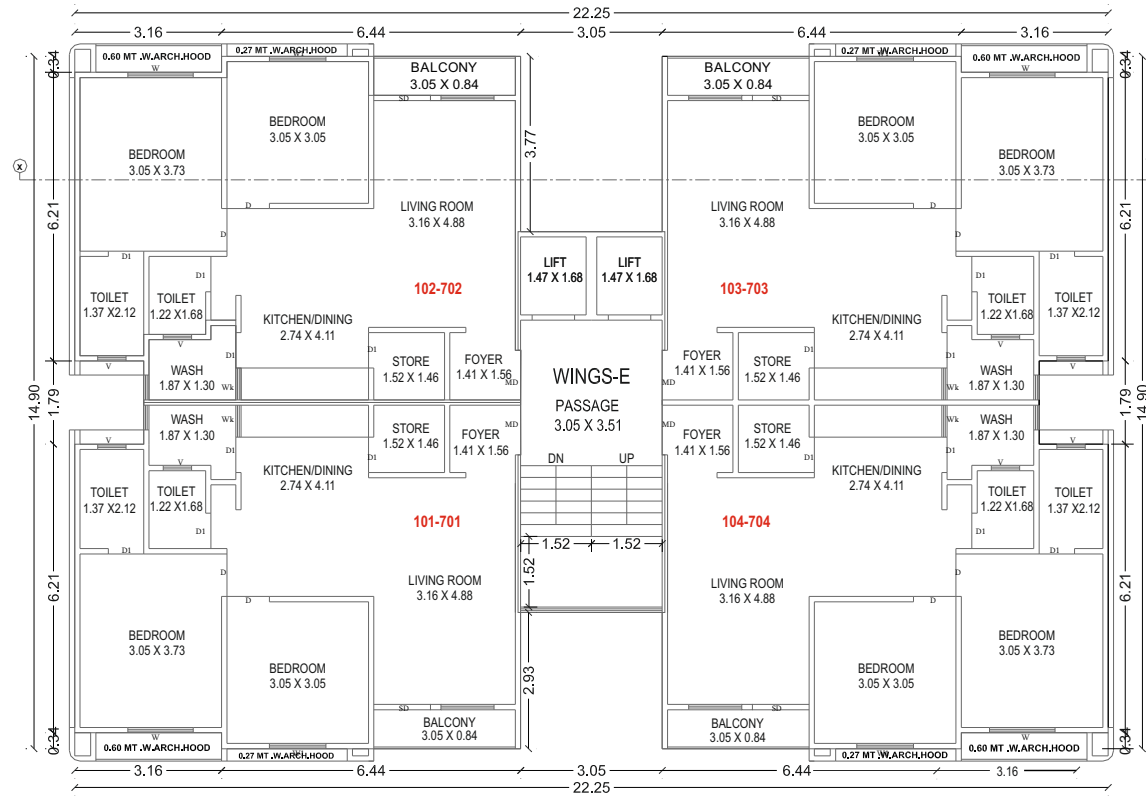 22.25
3.16 6.44 3.05 6.44 3.16
0.60 MT .W.ARCH.HOOD 0.27 MT .W.ARCH.HOOD 0.27 MT .W.ARCH.HOOD 0.60 MT .W.ARCH.HOOD
0.34 W W 0.34
BALCONY BALCONY
3.05 X 0.84 3.05 X 0.84
SD SD
BEDROOM BEDROOM
3.05 X 3.05 3.05 X 3.05
3.77
BEDROOM BEDROOM
3.05 X 3.73 3.05 X 3.73
X
LIVING ROOM LIVING ROOM
3.16 X 4.88 3.16 X 4.88
D D
6.21 D D 6.21
D1 D1
LIFT LIFT
1.47 X 1.68 1.47 X 1.68
D1 D1
102-702 103-703
TOILET TOILET TOILET TOILET
1.37 X2.12 1.22 X1.68 1.22 X1.68 1.37 X2.12
KITCHEN/DINING KITCHEN/DINING
2.74 X 4.11 2.74 X 4.11
V V
D1 D1 D1 D1
STORE FOYER FOYER STORE
1.52 X 1.46 1.41 X 1.56 1.41 X 1.56 1.52 X 1.46
V V
WASH WASH
1.87 X 1.30 1.87 X 1.30
Wk MD MD Wk
WINGS-E
PASSAGE
3.05 X 3.51
14.90 1.79 1.79 14.90
WASH WASH
1.87 X 1.30 1.87 X 1.30
Wk MD MD Wk
STORE FOYER FOYER STORE
1.52 X 1.46 1.41 X 1.56 1.41 X 1.56 1.52 X 1.46
V V
D1 D1 D1 D1
V V
DN UP
KITCHEN/DINING KITCHEN/DINING
2.74 X 4.11 2.74 X 4.11
TOILET TOILET TOILET TOILET
1.37 X2.12 1.22 X1.68 1.22 X1.68 1.37 X2.12
101-701 104-704
D1 D1
1.52 1.52
D1 D1
1.52
6.21 D D 6.21
LIVING ROOM LIVING ROOM
3.16 X 4.88 3.16 X 4.88
D D
BEDROOM BEDROOM
3.05 X 3.73 3.05 X 3.73
BEDROOM BEDROOM
3.05 X 3.05 3.05 X 3.05
2.93
SD SD
BALCONY BALCONY
3.05 X 0.84 3.05 X 0.84
0.34 W W 0.34
0.60 MT .W.ARCH.HOOD 0.27 MT .W.ARCH.HOOD 0.27 MT .W.ARCH.HOOD 0.60 MT .W.ARCH.HOOD
3.16 6.44 3.05 6.44 3.16
22.25